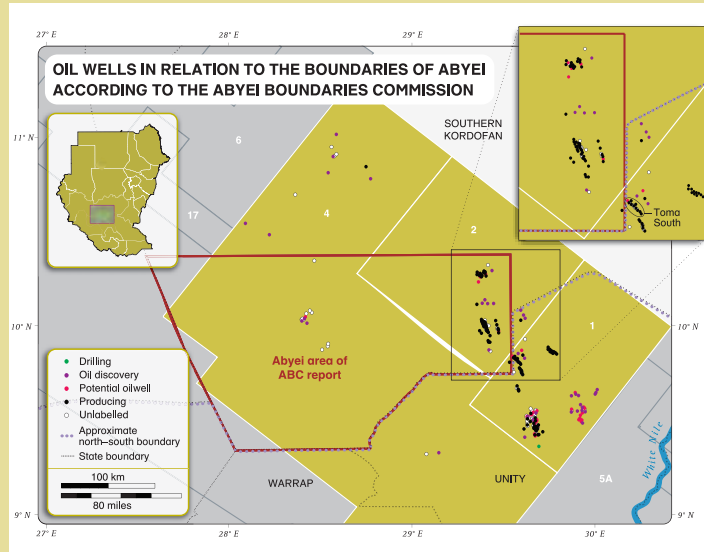 27°E
28°E
29°E
30°E
OIL WELLS IN RELATION TO THE BOUNDARIES OF ABYEI
ACCORDING TO THE ABYEI BOUNDARIES COMMISSION
SOUTHERN
KORDOFAN
11° N
11° N
6
17
4
2
Toma
South
10° N
10° N
1
Abyei area of
ABC report
Drilling
Oil discovery
Potential oilwell
Producing
Unlabelled
Approximate
north-south boundary
State boundary
100 km
80 miles
WARRAP
UNITY
5A
White Nile
9° N
9° N
27°E
28°E
29°E
30°E